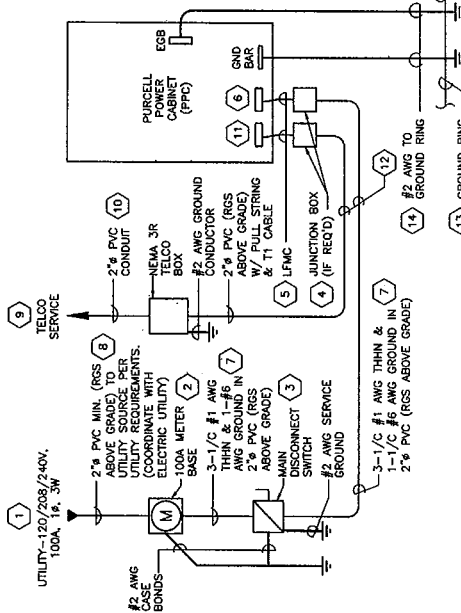 1
UTILITY-120/208/240V,
100A, 1ø, 3W
2"ø PVC MIN. (RGS
8
ABOVE GRADE) TO
UTILITY SOURCE PER
UTILITY REQUIREMENTS.
(COORDINATE WITH
ELECTRIC UTILITY)
M
100A METER
2
BASE
3-1/C #1 AWG
7
THHN & 1-#6
AWG GROUND IN
2"ø PVC (RGS
ABOVE GRADE)
MAIN
3
DISCONNECT
SWITCH
#2 AWG SERVICE
GROUND
#2 AWG
CASE
BONDS
3-1/C #1 AWG THHN &
7
1-1/C #6 AWG GROUND IN
2"ø PVC (RGS ABOVE GRADE)
9
TELCO
SERVICE
2"ø PVC
10
CONDUIT
NEMA 3R
TELCO
BOX
#2 AWG GROUND
CONDUCTOR
2"ø PVC (RGS
ABOVE GRADE)
W/ PULL STRING
& T1 CABLE
5 LFMC
4 JUNCTION BOX
(IF REQ'D)
12
PURCELL
POWER
CABINET
(PPC)
EGB
GND
BAR
11
6
14 #2 AWG TO
GROUND RING
13 GROUND RING